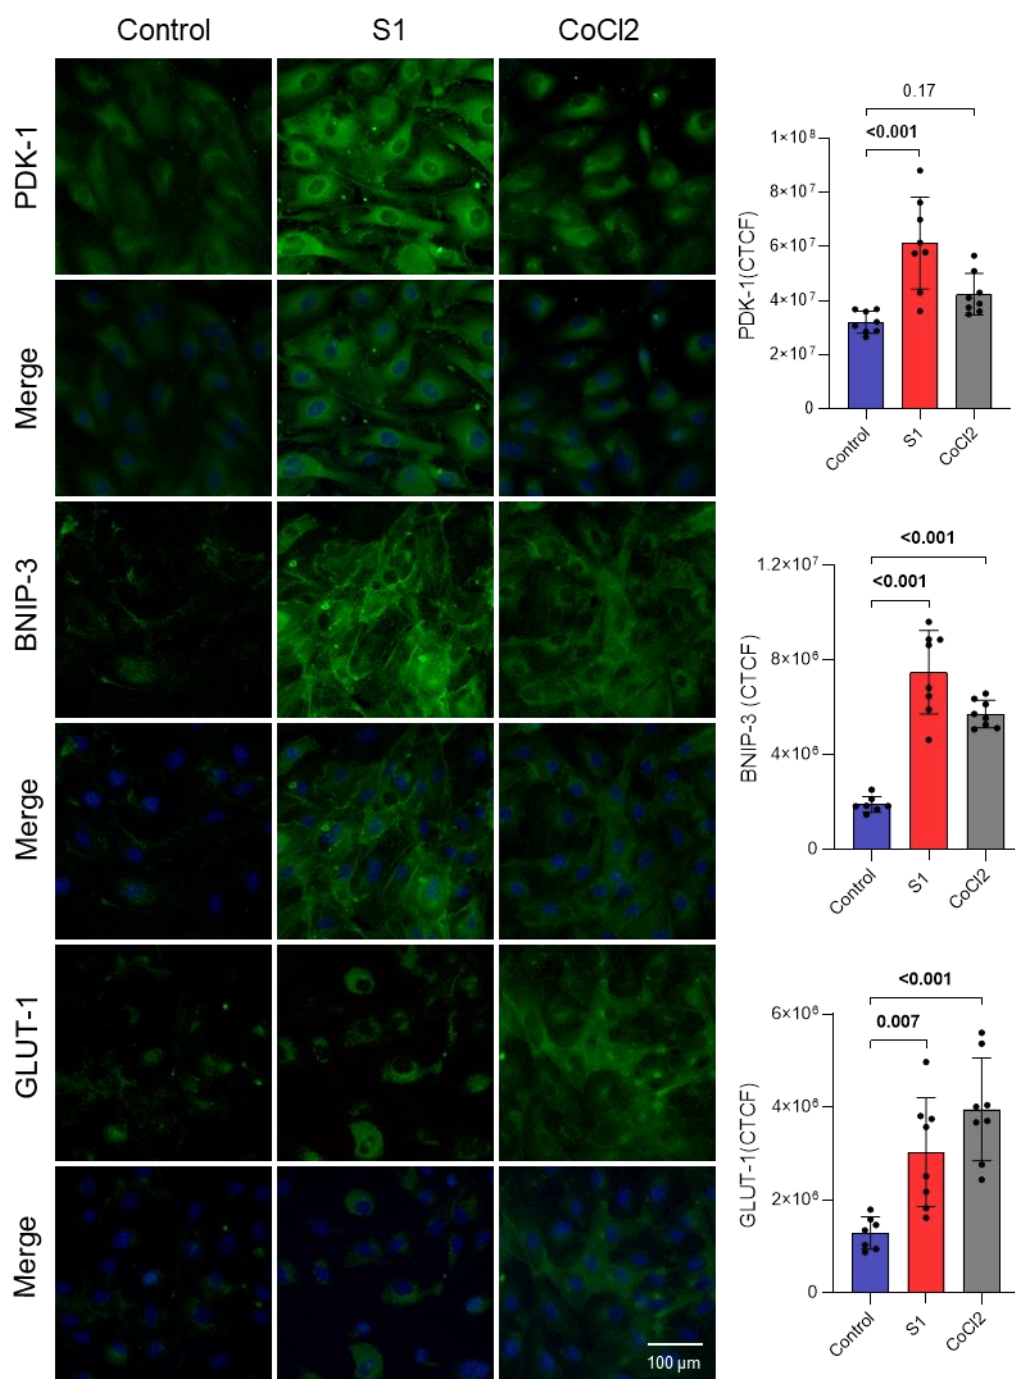 Control S1 CoCl2
PDK-1
Merge
BNIP-3
Merge
GLUT-1
Merge
100 µm
0.17
<0.001
1×10⁸
8×10⁷
6×10⁷
4×10⁷
2×10⁷
0
PDK-1(CTCF)
Control S1 CoCl2
<0.001
<0.001
1.2×10⁷
8×10⁶
4×10⁶
0
BNIP-3 (CTCF)
Control S1 CoCl2
<0.001
0.007
6×10⁶
4×10⁶
2×10⁶
0
GLUT-1(CTCF)
Control S1 CoCl2